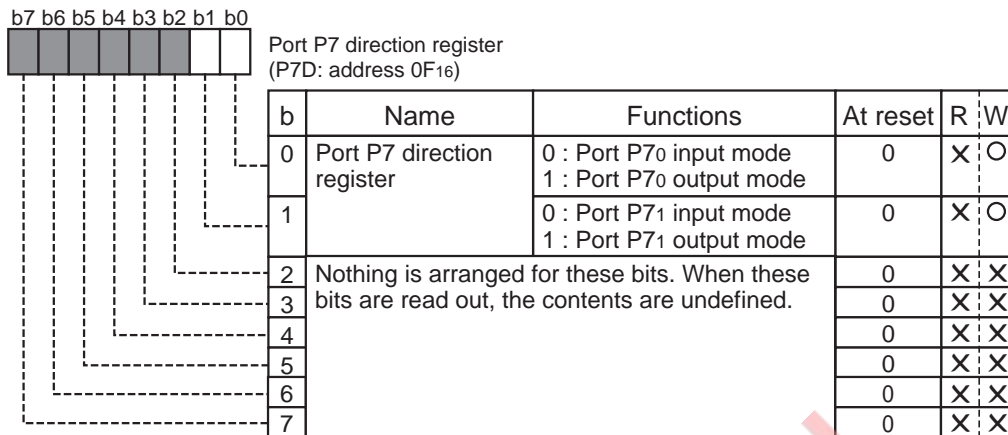 b7 b6 b5 b4 b3 b2 b1 b0
Port P7 direction register
(P7D: address 0F16)
b Name Functions At reset R W
0 Port P7 direction register 0 : Port P70 input mode 0 X O
1 : Port P70 output mode
1 0 : Port P71 input mode 0 X O
1 : Port P71 output mode
2 Nothing is arranged for these bits. When these 0 X X
3 bits are read out, the contents are undefined. 0 X X
4 0 X X
5 0 X X
6 0 X X
7 0 X X